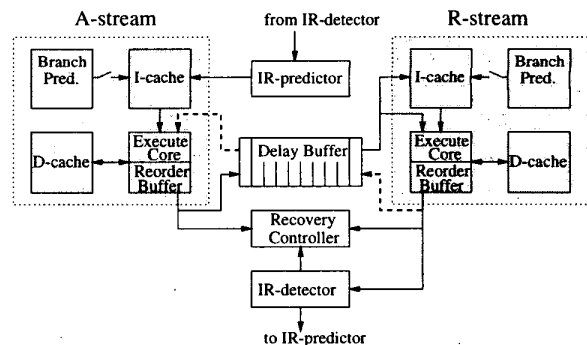 A-stream
from IR-detector
R-stream
Branch
Pred.
I-cache
IR-predictor
I-cache
Branch
Pred.
D-cache
Execute
Core
Reorder
Buffer
Delay Buffer
Execute
Core
Reorder
Buffer
D-cache
Recovery
Controller
IR-detector
to IR-predictor